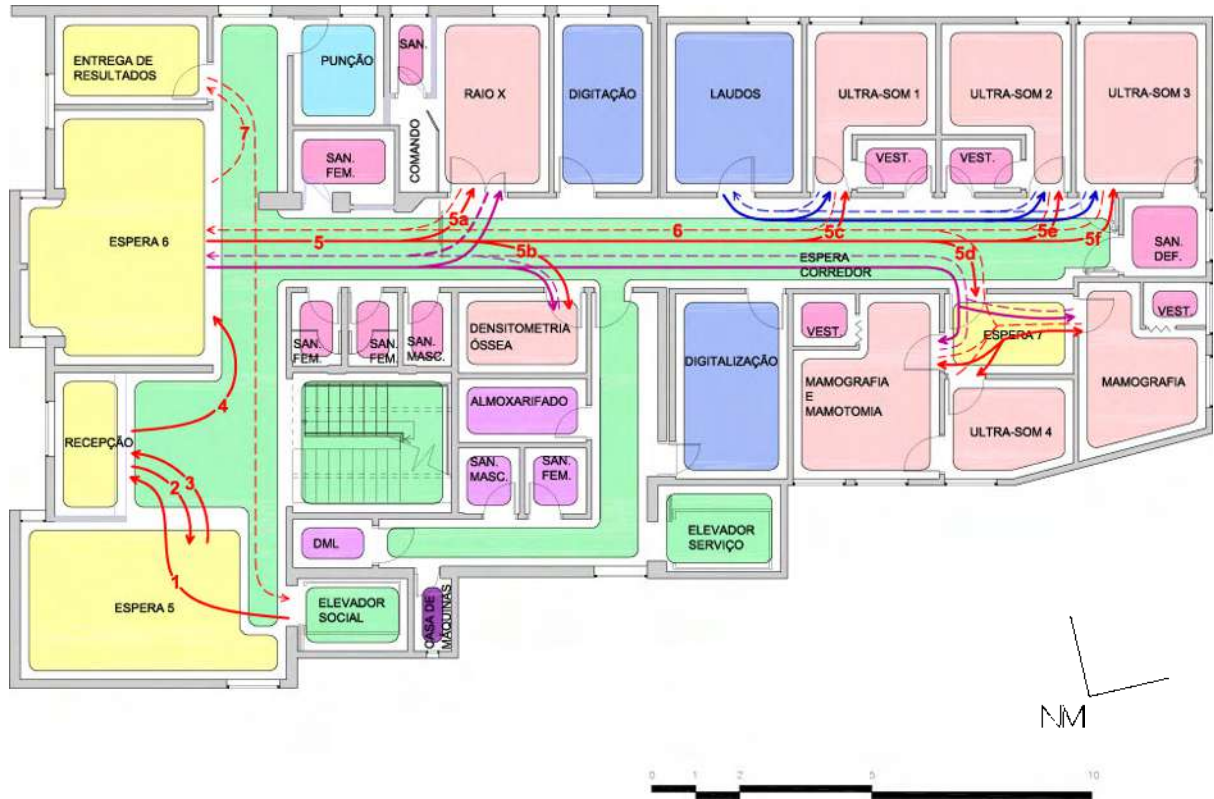 ENTREGA DE
RESULTADOS
7
PUNÇÃO
SAN.
COMANDO
RAIO X
DIGITAÇÃO
LAUDOS
ULTRA-SOM 1
ULTRA-SOM 2
ULTRA-SOM 3
SAN.
FEM.
VEST.
VEST.
ESPERA 6
5
5a
5b
6
5c
5d
5e
5f
SAN.
DEF.
ESPERA
CORREDOR
SAN.
FEM.
SAN.
FEM.
SAN.
MASC.
DENSITOMETRIA
ÓSSEA
DIGITALIZAÇÃO
VEST.
ESPERA 7
VEST.
MAMOGRAFIA
E
MAMOTOMIA
MAMOGRAFIA
4
ALMOXARIFADO
ULTRA-SOM 4
RECEPÇÃO
3
2
SAN.
MASC.
SAN.
FEM.
DML
ELEVADOR
SERVIÇO
1
ESPERA 5
ELEVADOR
SOCIAL
CASA DE
MÁQUINAS
NM
0 1 2 5 10